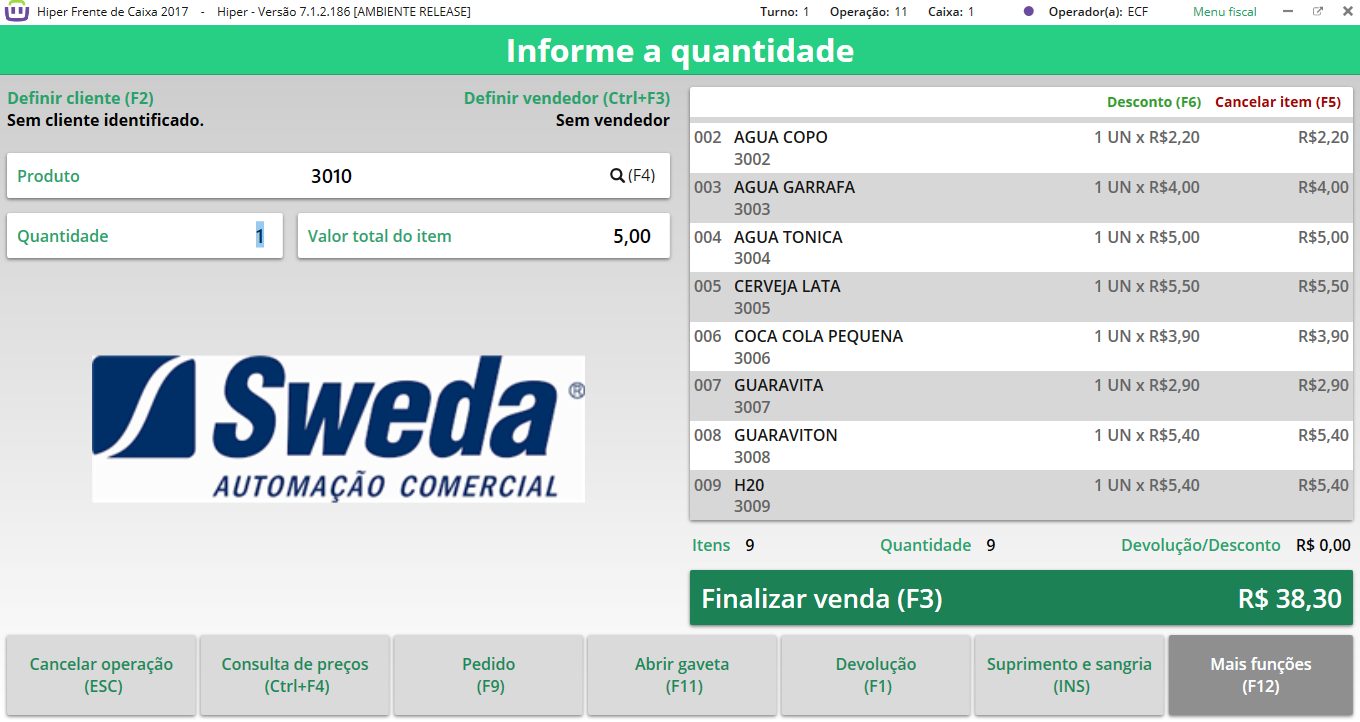 Hiper Frente de Caixa 2017 - Hiper - Versão 7.1.2.186 [AMBIENTE RELEASE] Turno: 1 Operação: 11 Caixa: 1 Operador(a): ECF Menu fiscal
Informe a quantidade
Definir cliente (F2) Definir vendedor (Ctrl+F3)
Sem cliente identificado. Sem vendedor
Produto 3010 (F4)
Quantidade 1 Valor total do item 5,00
Sweda ®
AUTOMAÇÃO COMERCIAL
Desconto (F6) Cancelar item (F5)
002 AGUA COPO 1 UN x R$2,20 R$2,20
3002
003 AGUA GARRAFA 1 UN x R$4,00 R$4,00
3003
004 AGUA TONICA 1 UN x R$5,00 R$5,00
3004
005 CERVEJA LATA 1 UN x R$5,50 R$5,50
3005
006 COCA COLA PEQUENA 1 UN x R$3,90 R$3,90
3006
007 GUARAVITA 1 UN x R$2,90 R$2,90
3007
008 GUARAVITON 1 UN x R$5,40 R$5,40
3008
009 H20 1 UN x R$5,40 R$5,40
3009
Itens 9 Quantidade 9 Devolução/Desconto R$ 0,00
Finalizar venda (F3) R$ 38,30
Cancelar operação
(ESC)
Consulta de preços
(Ctrl+F4)
Pedido
(F9)
Abrir gaveta
(F11)
Devolução
(F1)
Suprimento e sangria
(INS)
Mais funções
(F12)